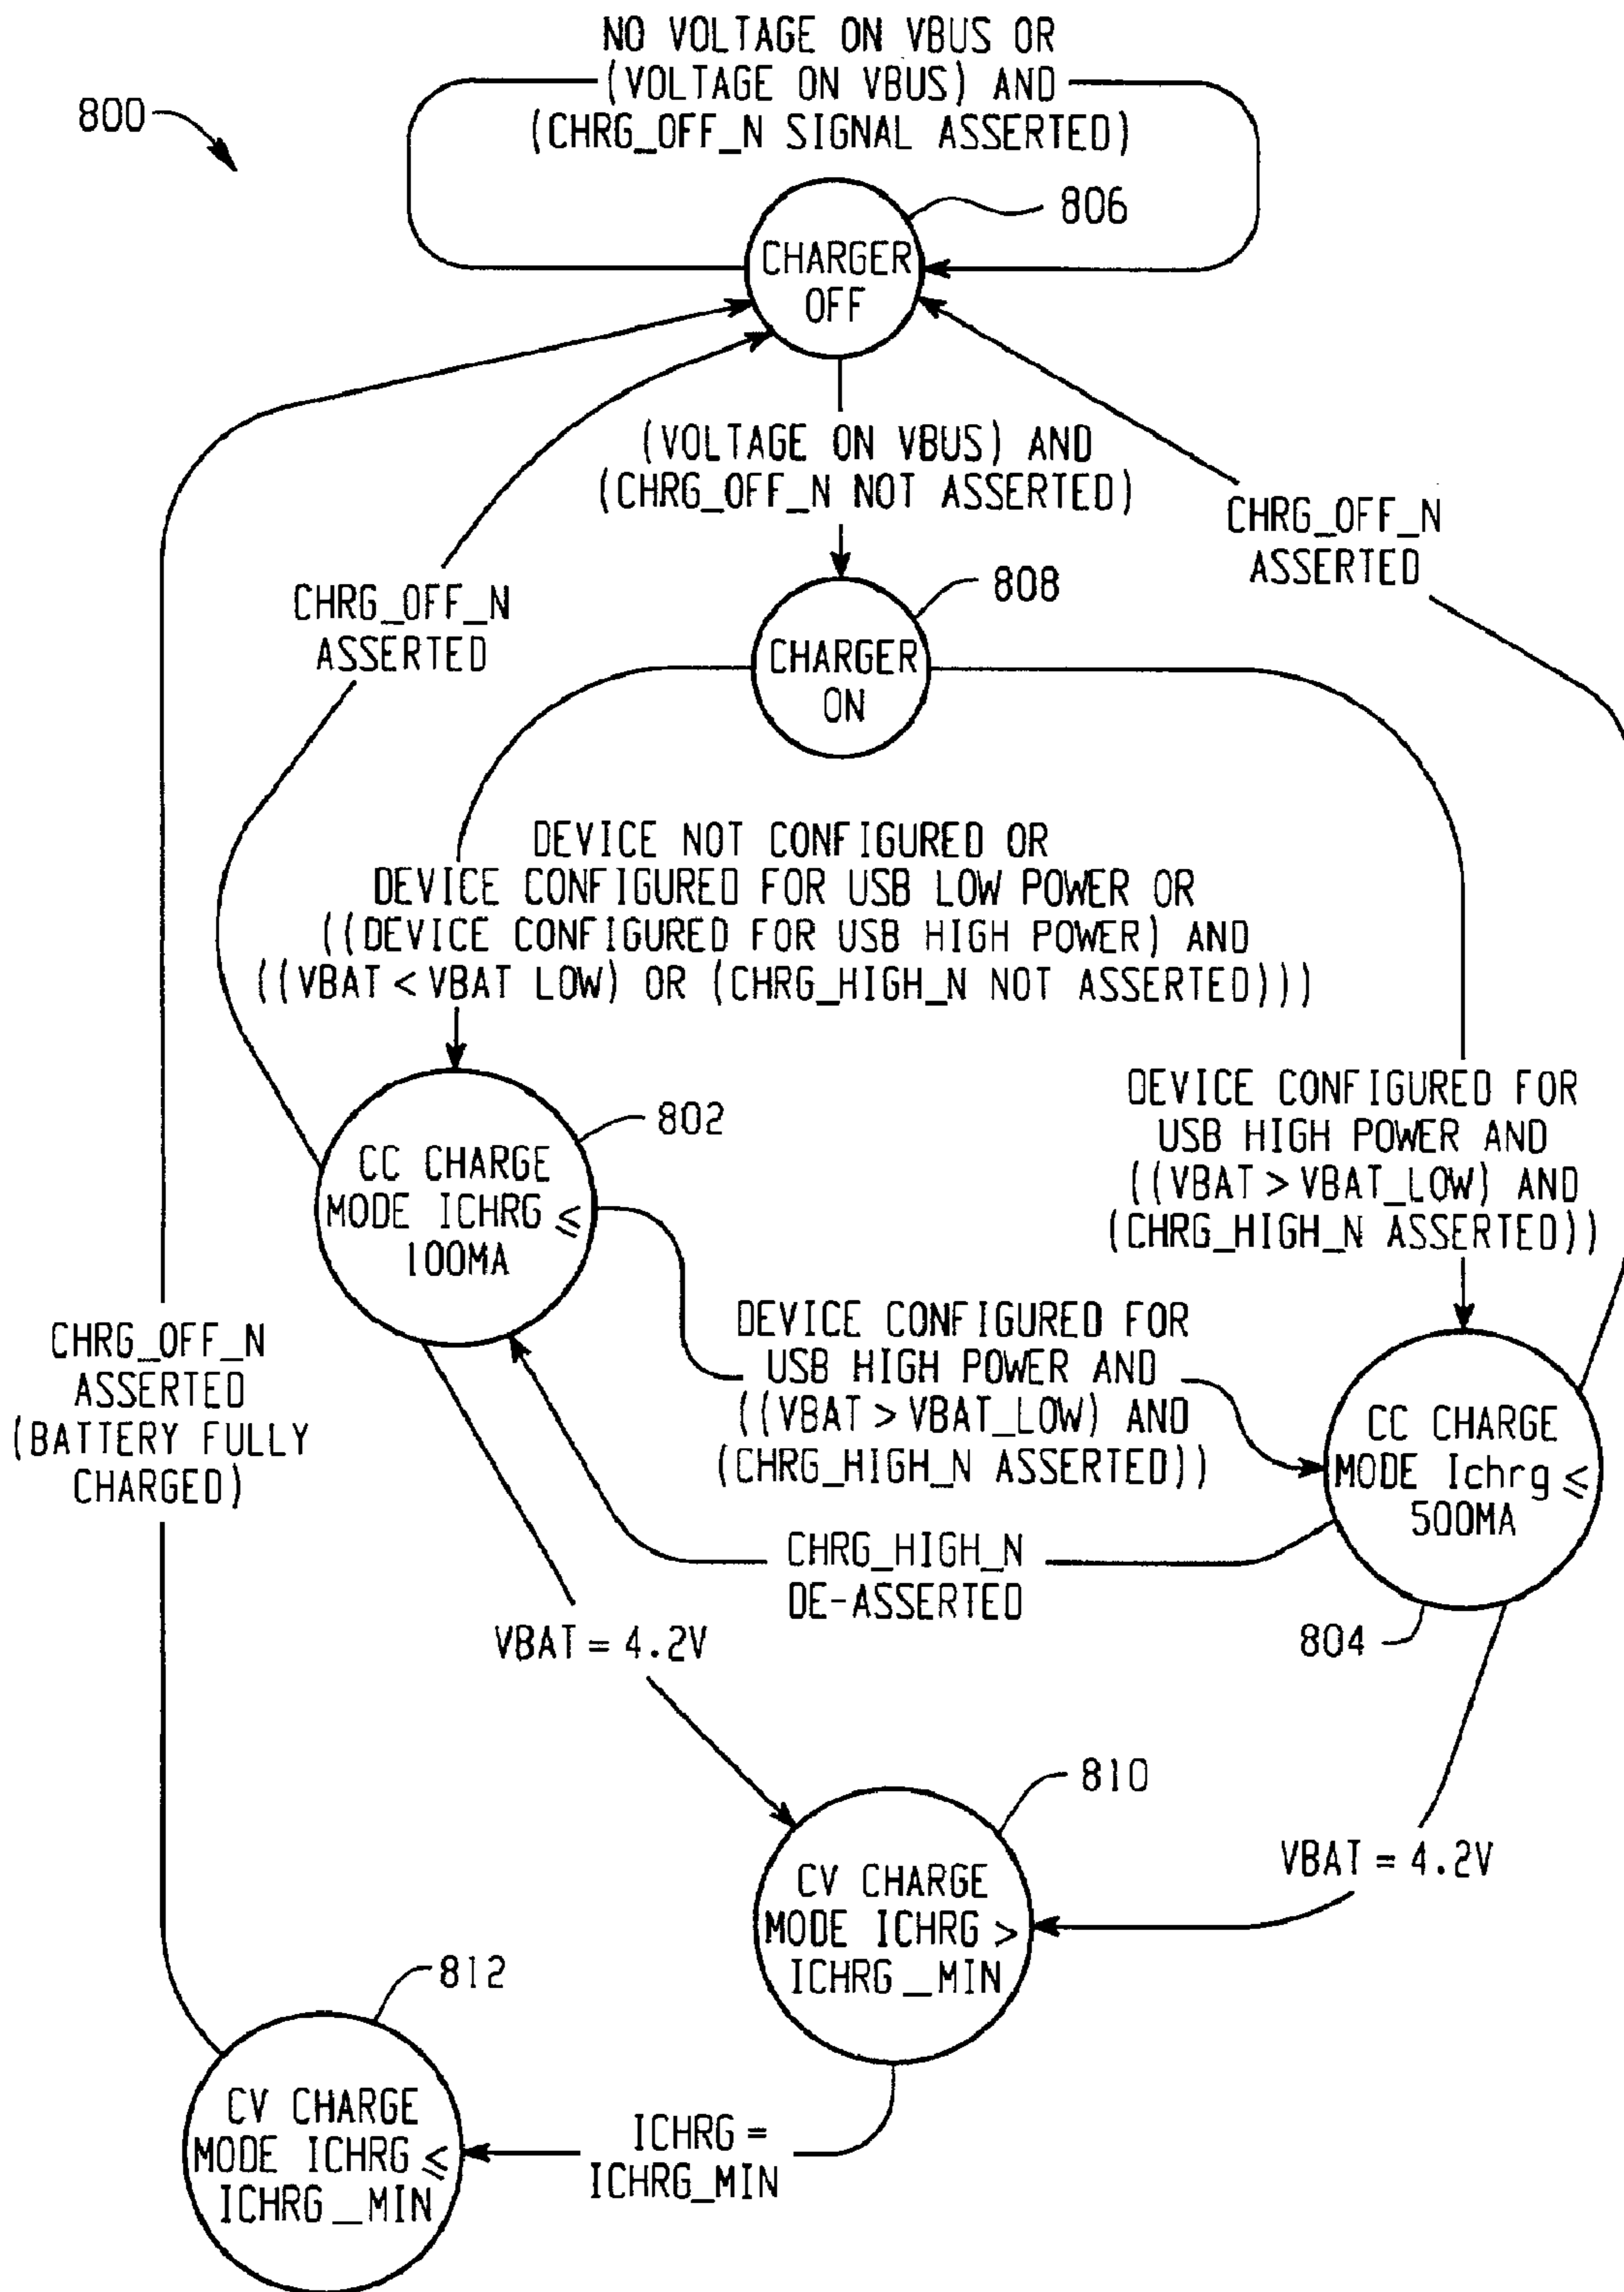 NO VOLTAGE ON VBUS OR
(VOLTAGE ON VBUS) AND
(CHRG_OFF_N SIGNAL ASSERTED)
800
806
CHARGER
OFF
(VOLTAGE ON VBUS) AND
(CHRG_OFF_N NOT ASSERTED)
CHRG_OFF_N
ASSERTED
CHRG_OFF_N
ASSERTED
808
CHARGER
ON
DEVICE NOT CONFIGURED OR
DEVICE CONFIGURED FOR USB LOW POWER OR
((DEVICE CONFIGURED FOR USB HIGH POWER) AND
((VBAT < VBAT LOW) OR (CHRG_HIGH_N NOT ASSERTED)))
DEVICE CONFIGURED FOR
USB HIGH POWER AND
((VBAT > VBAT_LOW) AND
(CHRG_HIGH_N ASSERTED))
802
CC CHARGE
MODE ICHRG ≤
100MA
DEVICE CONFIGURED FOR
USB HIGH POWER AND
((VBAT > VBAT_LOW) AND
(CHRG_HIGH_N ASSERTED))
CHRG_OFF_N
ASSERTED
(BATTERY FULLY
CHARGED)
CC CHARGE
MODE Ichrg ≤
500MA
804
CHRG_HIGH_N
DE-ASSERTED
VBAT = 4.2V
VBAT = 4.2V
810
CV CHARGE
MODE ICHRG >
ICHRG_MIN
812
CV CHARGE
MODE ICHRG ≤
ICHRG_MIN
ICHRG =
ICHRG_MIN